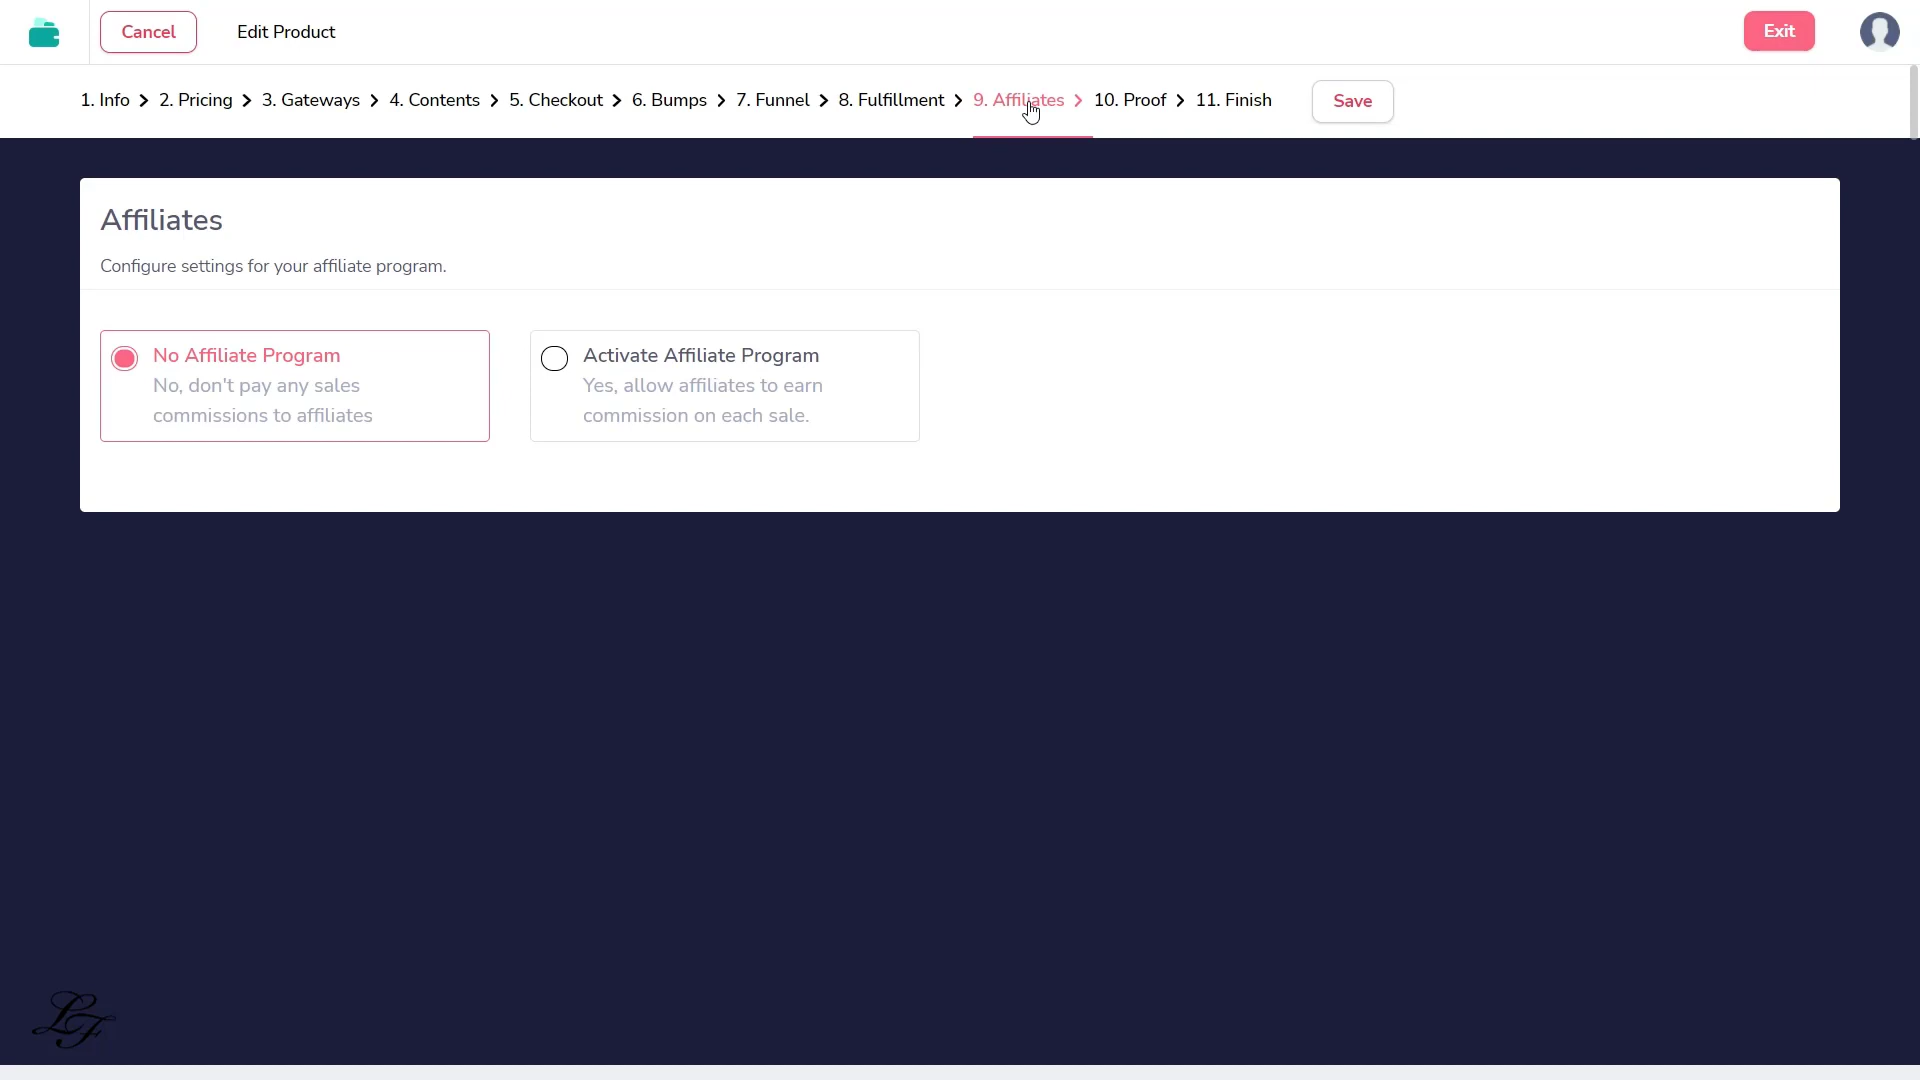 Cancel
Edit Product
Exit
1. Info > 2. Pricing > 3. Gateways > 4. Contents > 5. Checkout > 6. Bumps > 7. Funnel > 8. Fulfillment > 9. Affiliates > 10. Proof > 11. Finish
Save
Affiliates
Configure settings for your affiliate program.
No Affiliate Program
No, don't pay any sales
commissions to affiliates
Activate Affiliate Program
Yes, allow affiliates to earn
commission on each sale.
LF